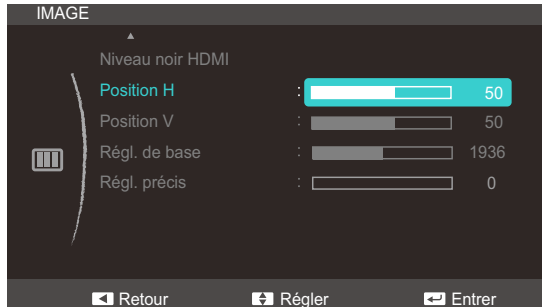 IMAGE
Niveau noir HDMI
Position H : 50
Position V : 50
Régl. de base : 1936
Régl. précis : 0
Retour Régler Entrer